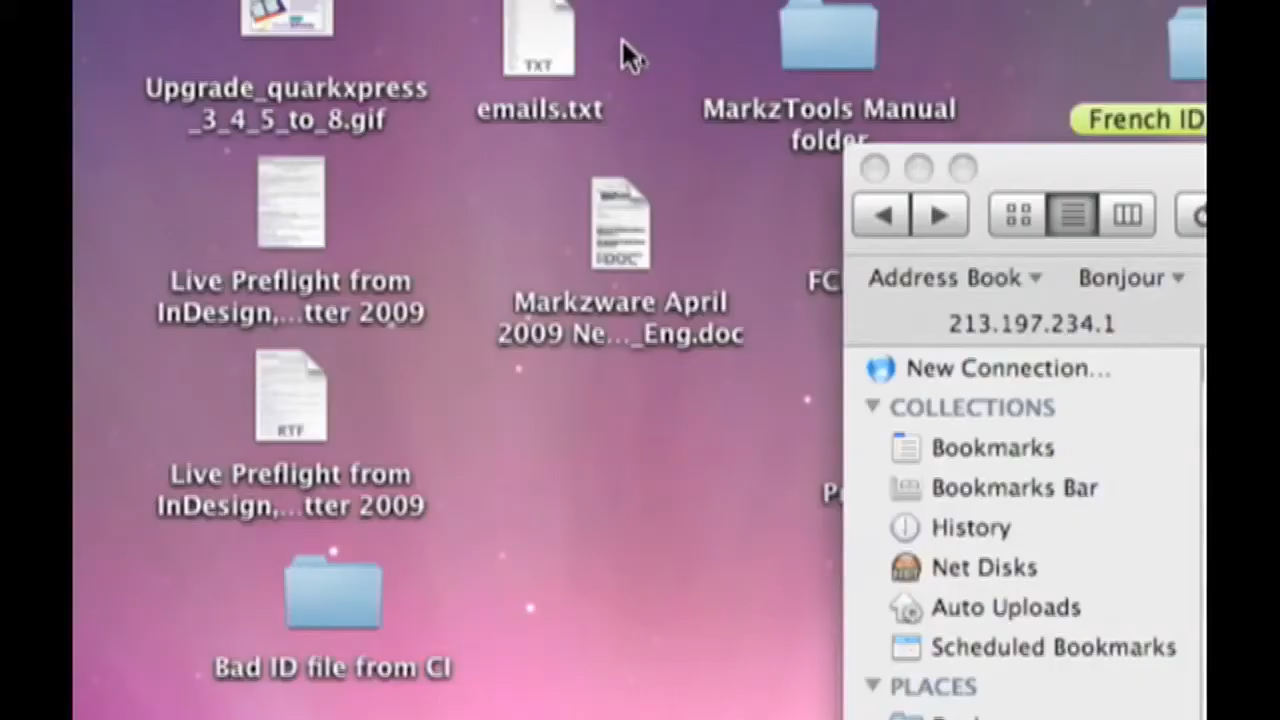 Upgrade_quarkxpress
_3_4_5_to_8.gif
TXT
emails.txt
MarkzTools Manual
folder
French ID
Live Preflight from
InDesign,...tter 2009
DOC
Markzware April
2009 Ne..._Eng.doc
FC
RTF
Live Preflight from
InDesign,...tter 2009
Bad ID file from CI
Address Book
Bonjour
213.197.234.1
New Connection...
COLLECTIONS
Bookmarks
Bookmarks Bar
History
Net Disks
Auto Uploads
Scheduled Bookmarks
PLACES